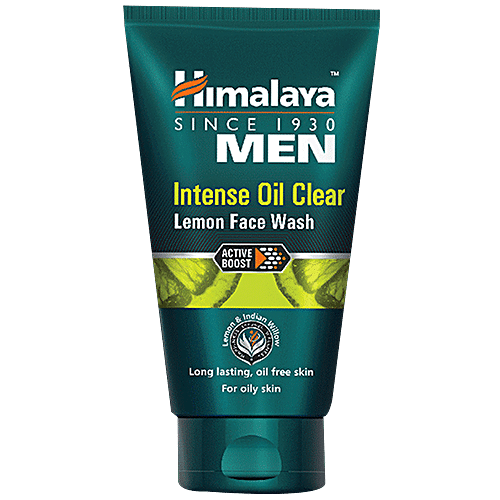 Himalaya™
SINCE 1930
MEN
Intense Oil Clear
Lemon Face Wash
ACTIVE
BOOST
Lemon & Indian Willow
Long lasting, oil free skin
For oily skin